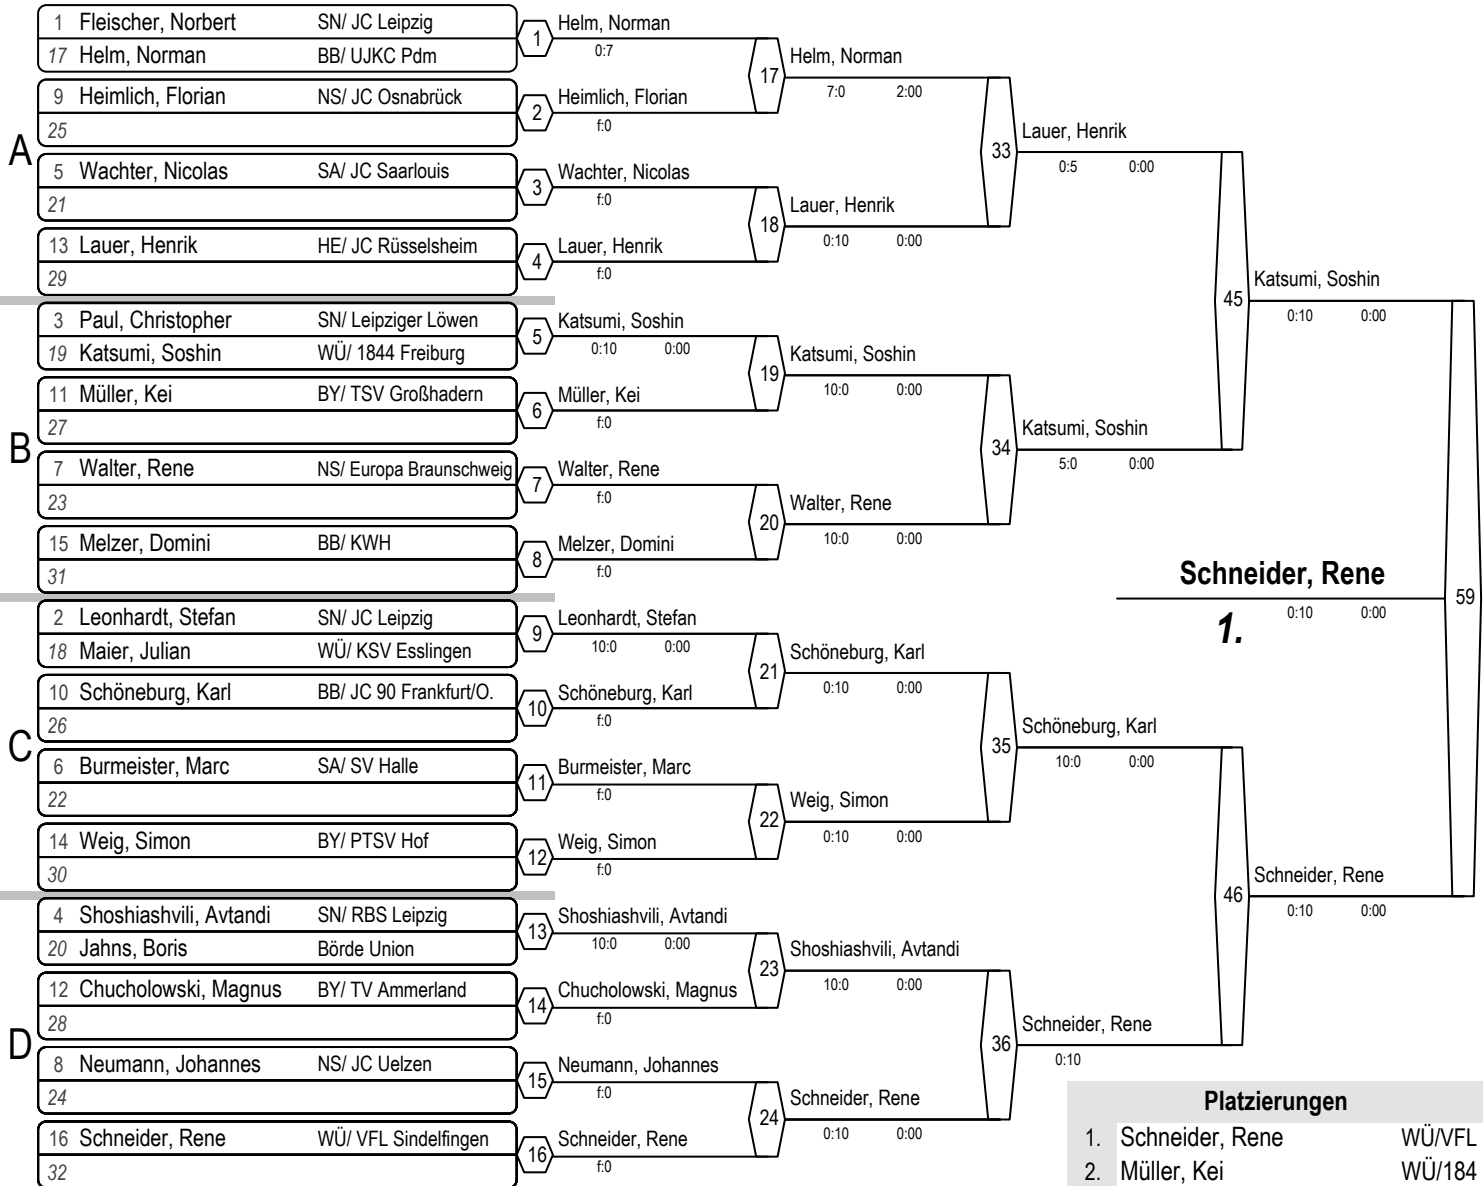 A
1 Fleischer, Norbert SN/ JC Leipzig
17 Helm, Norman BB/ UJKC Pdm
9 Heimlich, Florian NS/ JC Osnabrück
25
5 Wachter, Nicolas SA/ JC Saarlouis
21
13 Lauer, Henrik HE/ JC Rüsselsheim
29
B
3 Paul, Christopher SN/ Leipziger Löwen
19 Katsumi, Soshin WÜ/ 1844 Freiburg
11 Müller, Kei BY/ TSV Großhadern
27
7 Walter, Rene NS/ Europa Braunschweig
23
15 Melzer, Domini BB/ KWH
31
C
2 Leonhardt, Stefan SN/ JC Leipzig
18 Maier, Julian WÜ/ KSV Esslingen
10 Schöneburg, Karl BB/ JC 90 Frankfurt/O.
26
6 Burmeister, Marc SA/ SV Halle
22
14 Weig, Simon BY/ PTSV Hof
30
D
4 Shoshiashvili, Avtandi SN/ RBS Leipzig
20 Jahns, Boris Börde Union
12 Chucholowski, Magnus BY/ TV Ammerland
28
8 Neumann, Johannes NS/ JC Uelzen
24
16 Schneider, Rene WÜ/ VFL Sindelfingen
32
1 Helm, Norman
0:7
2 Heimlich, Florian
f:0
3 Wachter, Nicolas
f:0
4 Lauer, Henrik
f:0
5 Katsumi, Soshin
0:10 0:00
6 Müller, Kei
f:0
7 Walter, Rene
f:0
8 Melzer, Domini
f:0
9 Leonhardt, Stefan
10:0 0:00
10 Schöneburg, Karl
f:0
11 Burmeister, Marc
f:0
12 Weig, Simon
f:0
13 Shoshiashvili, Avtandi
10:0 0:00
14 Chucholowski, Magnus
f:0
15 Neumann, Johannes
f:0
16 Schneider, Rene
f:0
17 Helm, Norman
7:0 2:00
18 Lauer, Henrik
0:10 0:00
19 Katsumi, Soshin
10:0 0:00
20 Walter, Rene
10:0 0:00
21 Schöneburg, Karl
0:10 0:00
22 Weig, Simon
0:10 0:00
23 Shoshiashvili, Avtandi
10:0 0:00
24 Schneider, Rene
0:10 0:00
33 Lauer, Henrik
0:5 0:00
34 Katsumi, Soshin
5:0 0:00
35 Schöneburg, Karl
10:0 0:00
36 Schneider, Rene
0:10
45 Katsumi, Soshin
0:10 0:00
46 Schneider, Rene
0:10 0:00
59
Schneider, Rene
1. 0:10 0:00
Platzierungen
1. Schneider, Rene WÜ/VFL
2. Müller, Kei WÜ/184